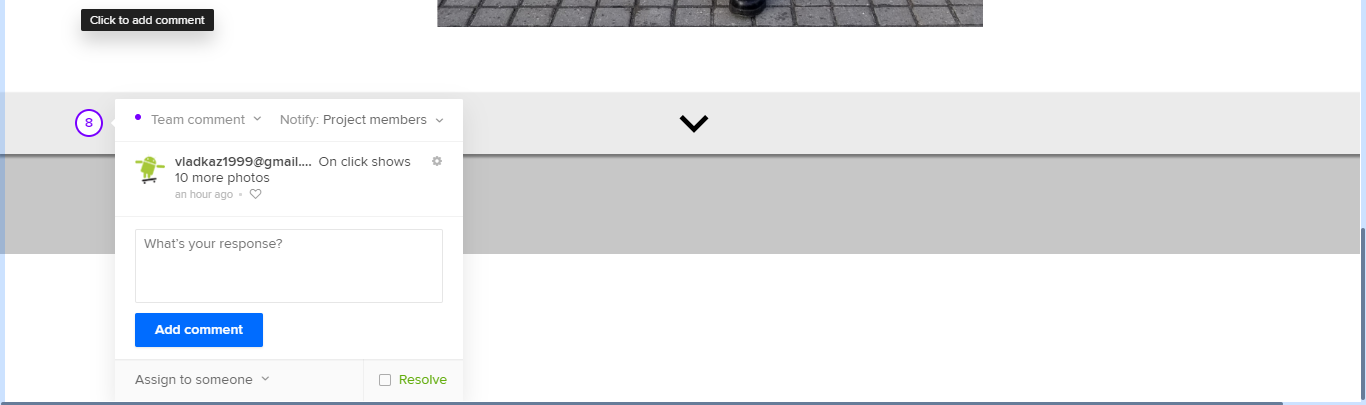 Click to add comment
8
Team comment
Notify: Project members
vladkaz1999@gmail.... On click shows
10 more photos
an hour ago •
What's your response?
Add comment
Assign to someone
Resolve